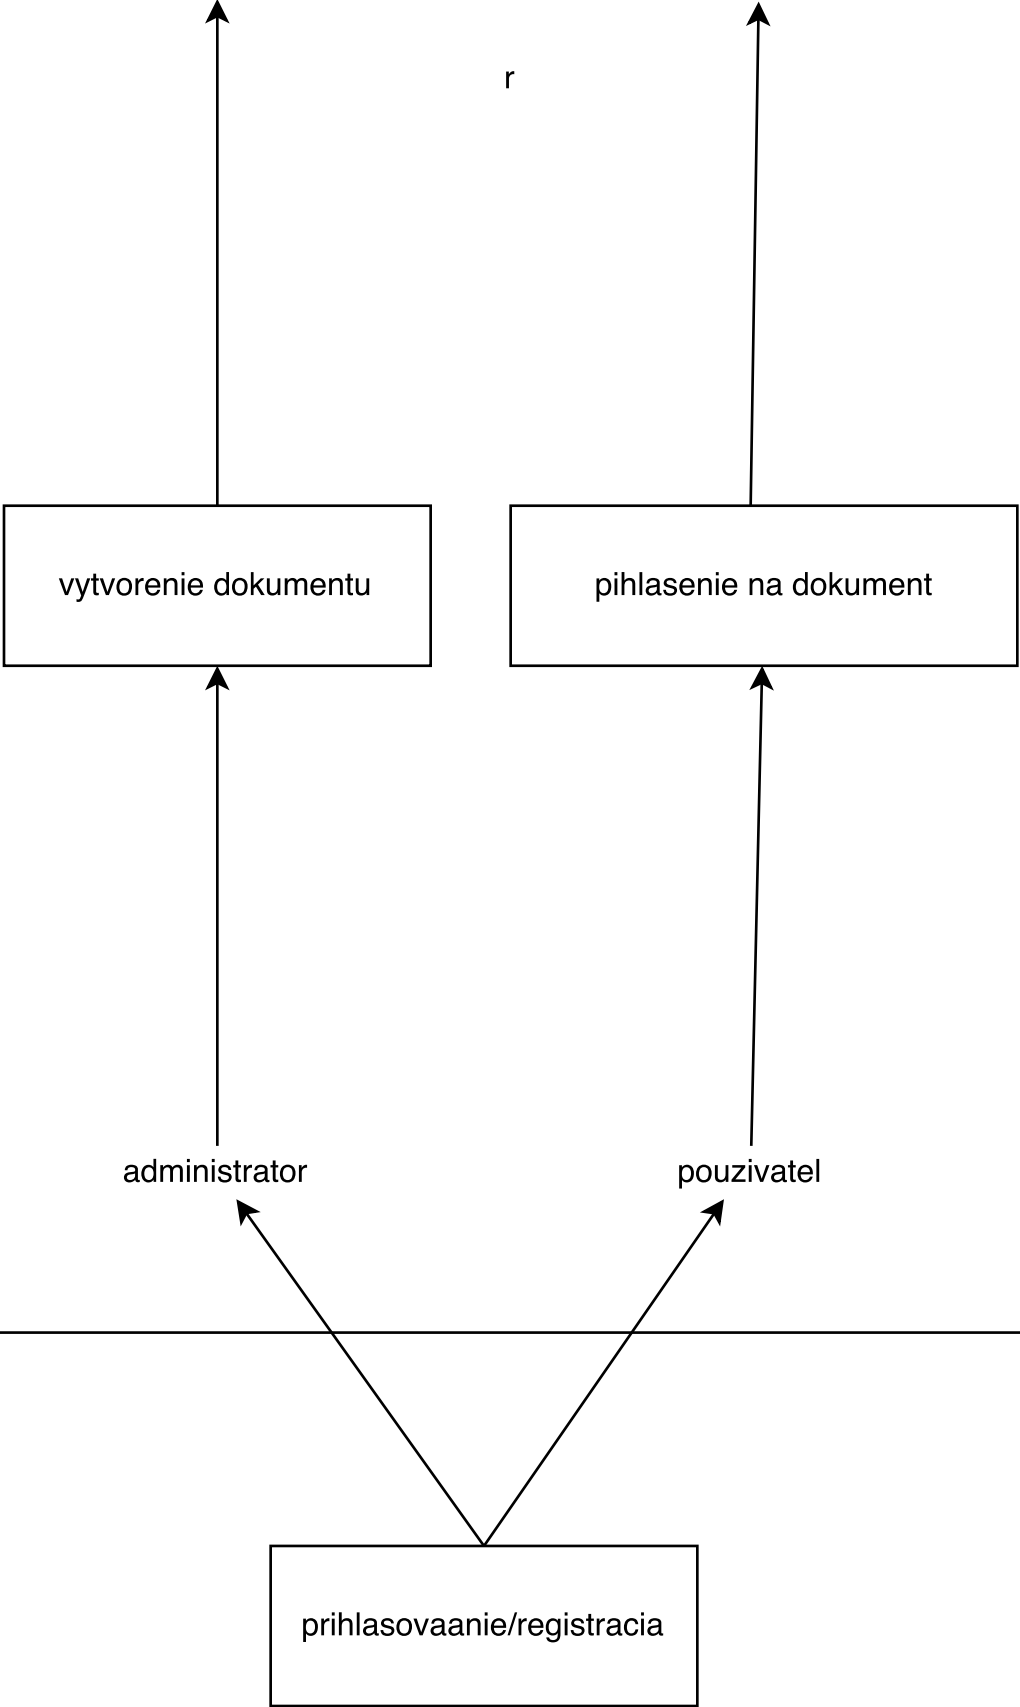 r
vytvorenie dokumentu
pihlasenie na dokument
administrator
pouzivatel
prihlasovaanie/registracia